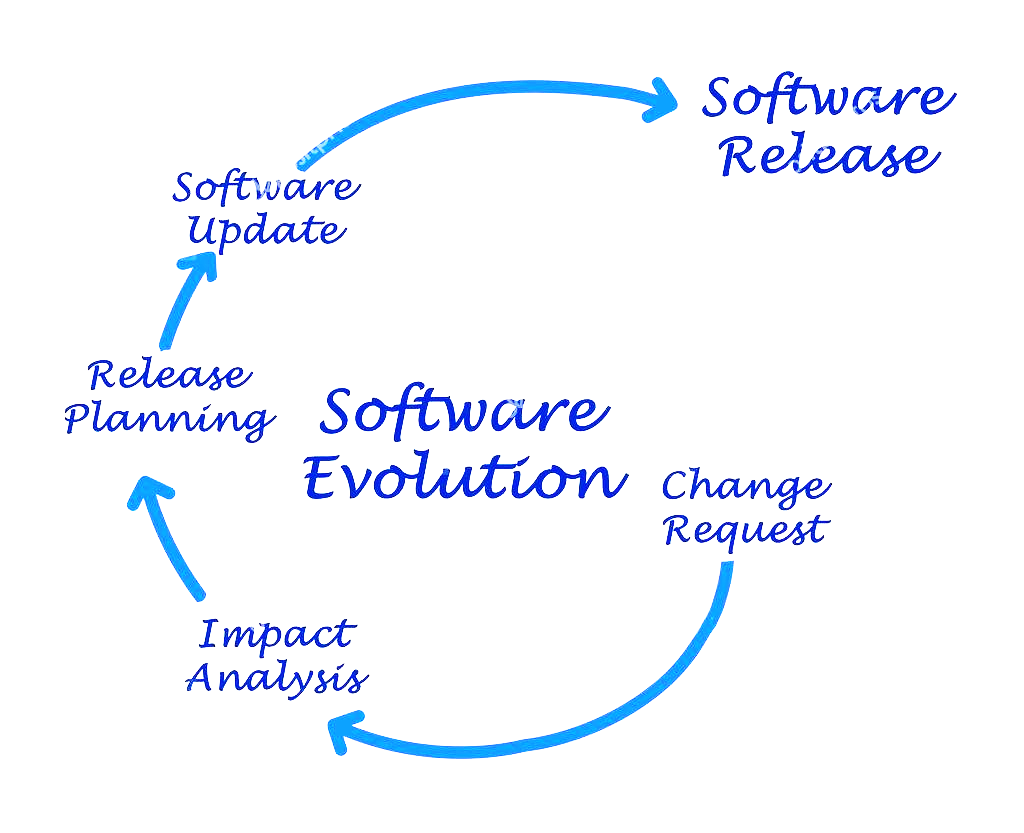 Software
Release
Software
Update
Release
Planning
Software
Evolution
Change
Request
Impact
Analysis